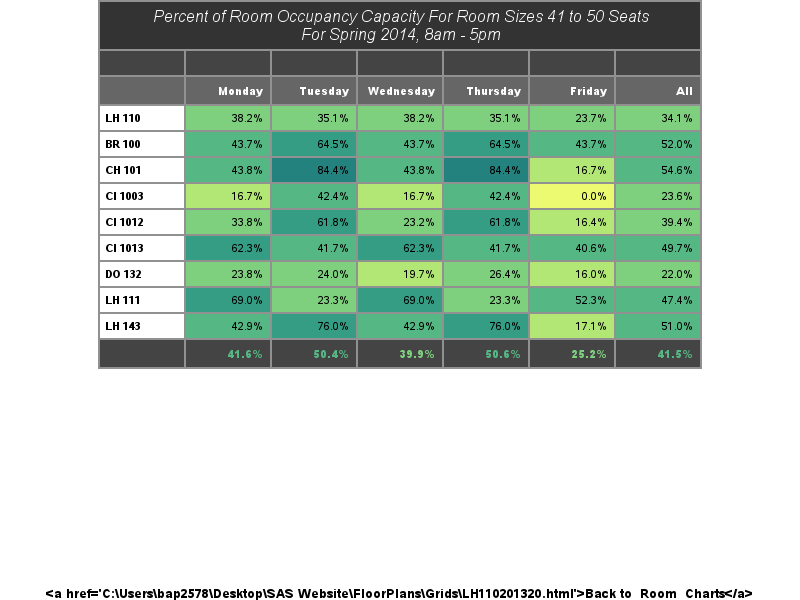 Percent of Room Occupancy Capacity For Room Sizes 41 to 50 Seats
For Spring 2014, 8am - 5pm
Monday Tuesday Wednesday Thursday Friday All
LH 110 38.2% 35.1% 38.2% 35.1% 23.7% 34.1%
BR 100 43.7% 64.5% 43.7% 64.5% 43.7% 52.0%
CH 101 43.8% 84.4% 43.8% 84.4% 16.7% 54.6%
CI 1003 16.7% 42.4% 16.7% 42.4% 0.0% 23.6%
CI 1012 33.8% 61.8% 23.2% 61.8% 16.4% 39.4%
CI 1013 62.3% 41.7% 62.3% 41.7% 40.6% 49.7%
DO 132 23.8% 24.0% 19.7% 26.4% 16.0% 22.0%
LH 111 69.0% 23.3% 69.0% 23.3% 52.3% 47.4%
LH 143 42.9% 76.0% 42.9% 76.0% 17.1% 51.0%
41.6% 50.4% 39.9% 50.6% 25.2% 41.5%
<a href='C:\Users\bap2578\Desktop\SAS Website\FloorPlans\Grids\LH110201320.html'>Back to Room Charts</a>